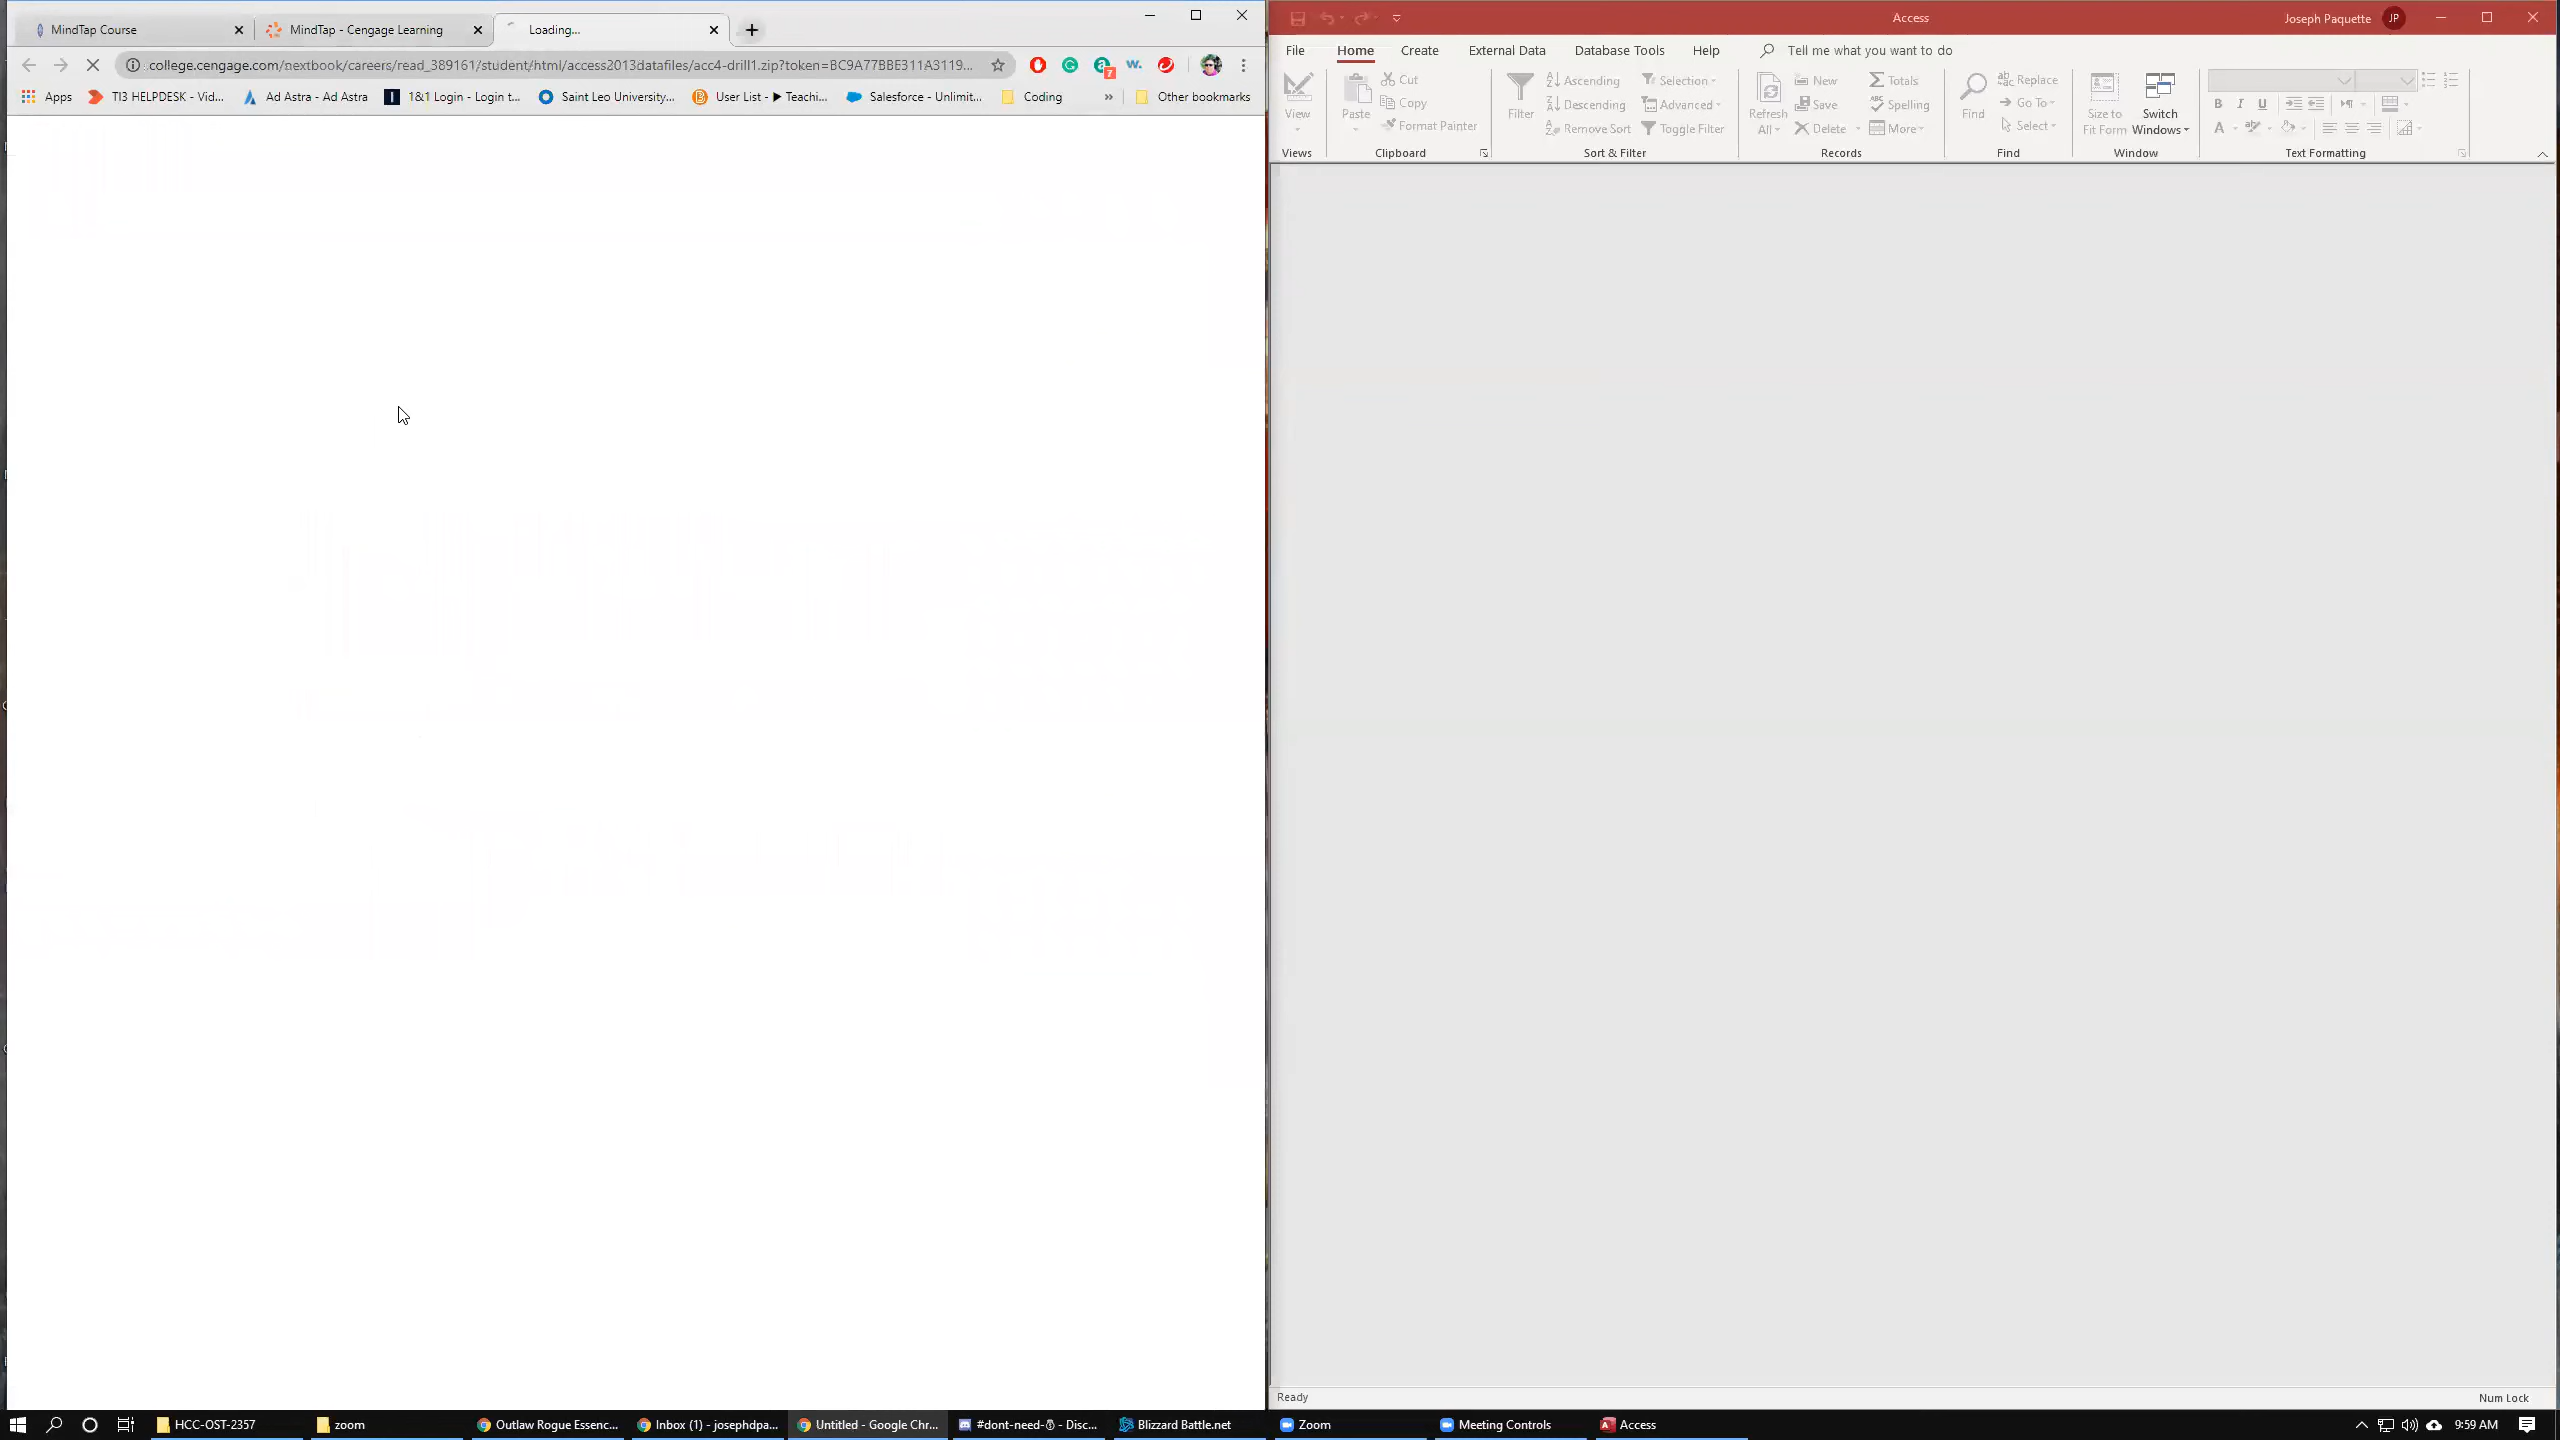 MindTap Course
MindTap - Cengage Learning
Loading...
college.cengage.com/nextbook/careers/read_389161/student/html/access2013datafiles/acc4-drill1.zip?token=BC9A77BBE311A3119...
Apps
TI3 HELPDESK - Vid...
Ad Astra - Ad Astra
1&1 Login - Login t...
Saint Leo University...
User List - ▶ Teachi...
Salesforce - Unlimit...
Coding
»
Other bookmarks
Access
Joseph Paquette
JP
File
Home
Create
External Data
Database Tools
Help
Tell me what you want to do
View
Views
Paste
Cut
Copy
Format Painter
Clipboard
Filter
Ascending
Descending
Remove Sort
Selection
Advanced
Toggle Filter
Sort & Filter
Refresh
All
New
Save
Delete
Totals
Spelling
More
Records
Find
Replace
Go To
Select
Find
Size to
Fit Form
Switch
Windows
Window
B I U
A
Text Formatting
Ready
Num Lock
HCC-OST-2357
zoom
Outlaw Rogue Essenc...
Inbox (1) - josephdpa...
Untitled - Google Chr...
Blizzard Battle.net
Zoom
Meeting Controls
Access
9:59 AM